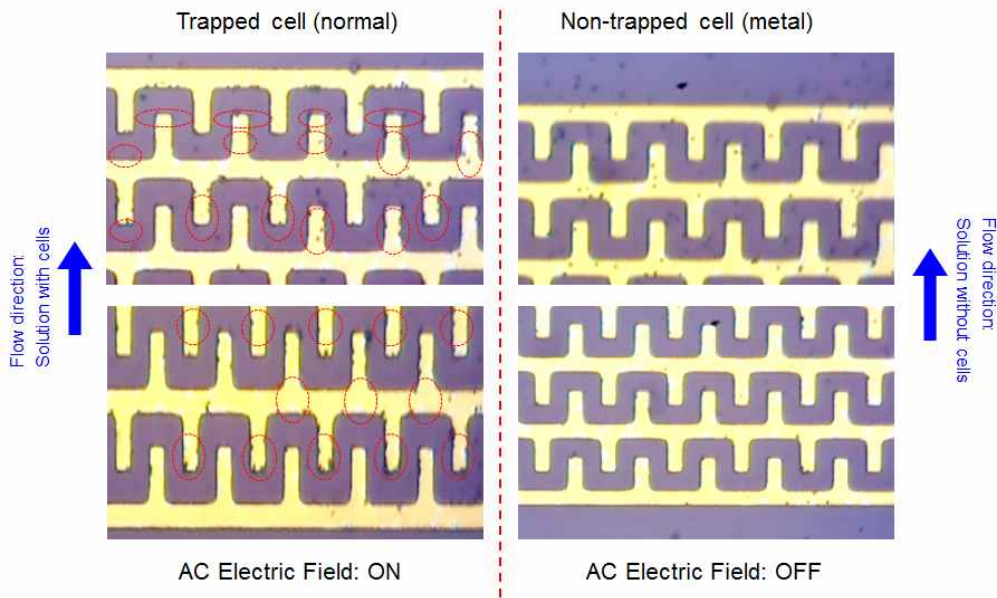 Trapped cell (normal)
Non-trapped cell (metal)
Flow direction:
Solution with cells
Flow direction:
Solution without cells
AC Electric Field: ON
AC Electric Field: OFF